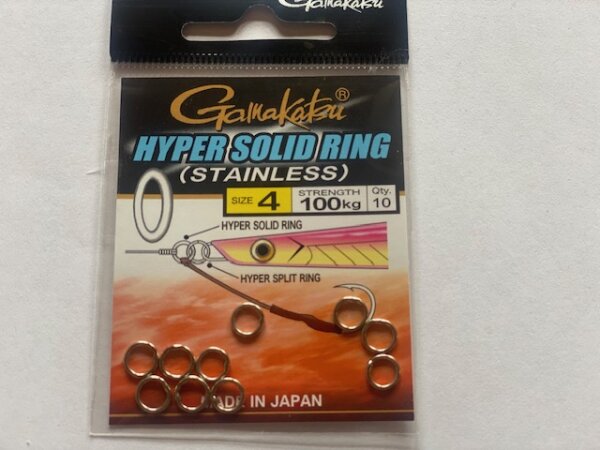 Gamakatsu
Gamakatsu®
HYPER SOLID RING
(STAINLESS)
SIZE 4 STRENGTH 100kg Qty. 10
HYPER SOLID RING
HYPER SPLIT RING
MADE IN JAPAN